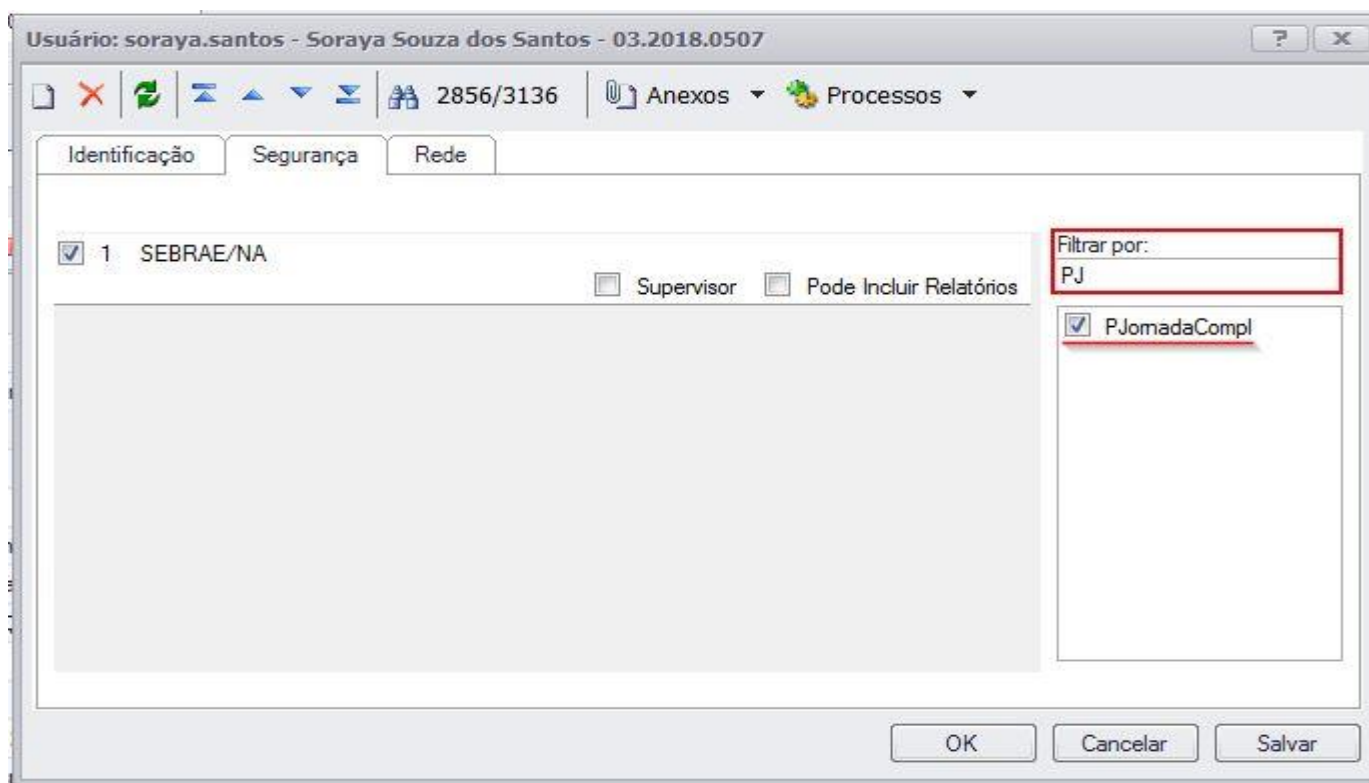 Usuário: soraya.santos - Soraya Souza dos Santos - 03.2018.0507
2856/3136 Anexos Processos
Identificação Segurança Rede
1 SEBRAE/NA
Supervisor Pode Incluir Relatórios
Filtrar por:
PJ
PJornadaCompl
OK Cancelar Salvar